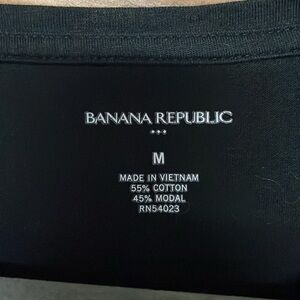 BANANA REPUBLIC
M
MADE IN VIETNAM
55% COTTON
45% MODAL
RN54023